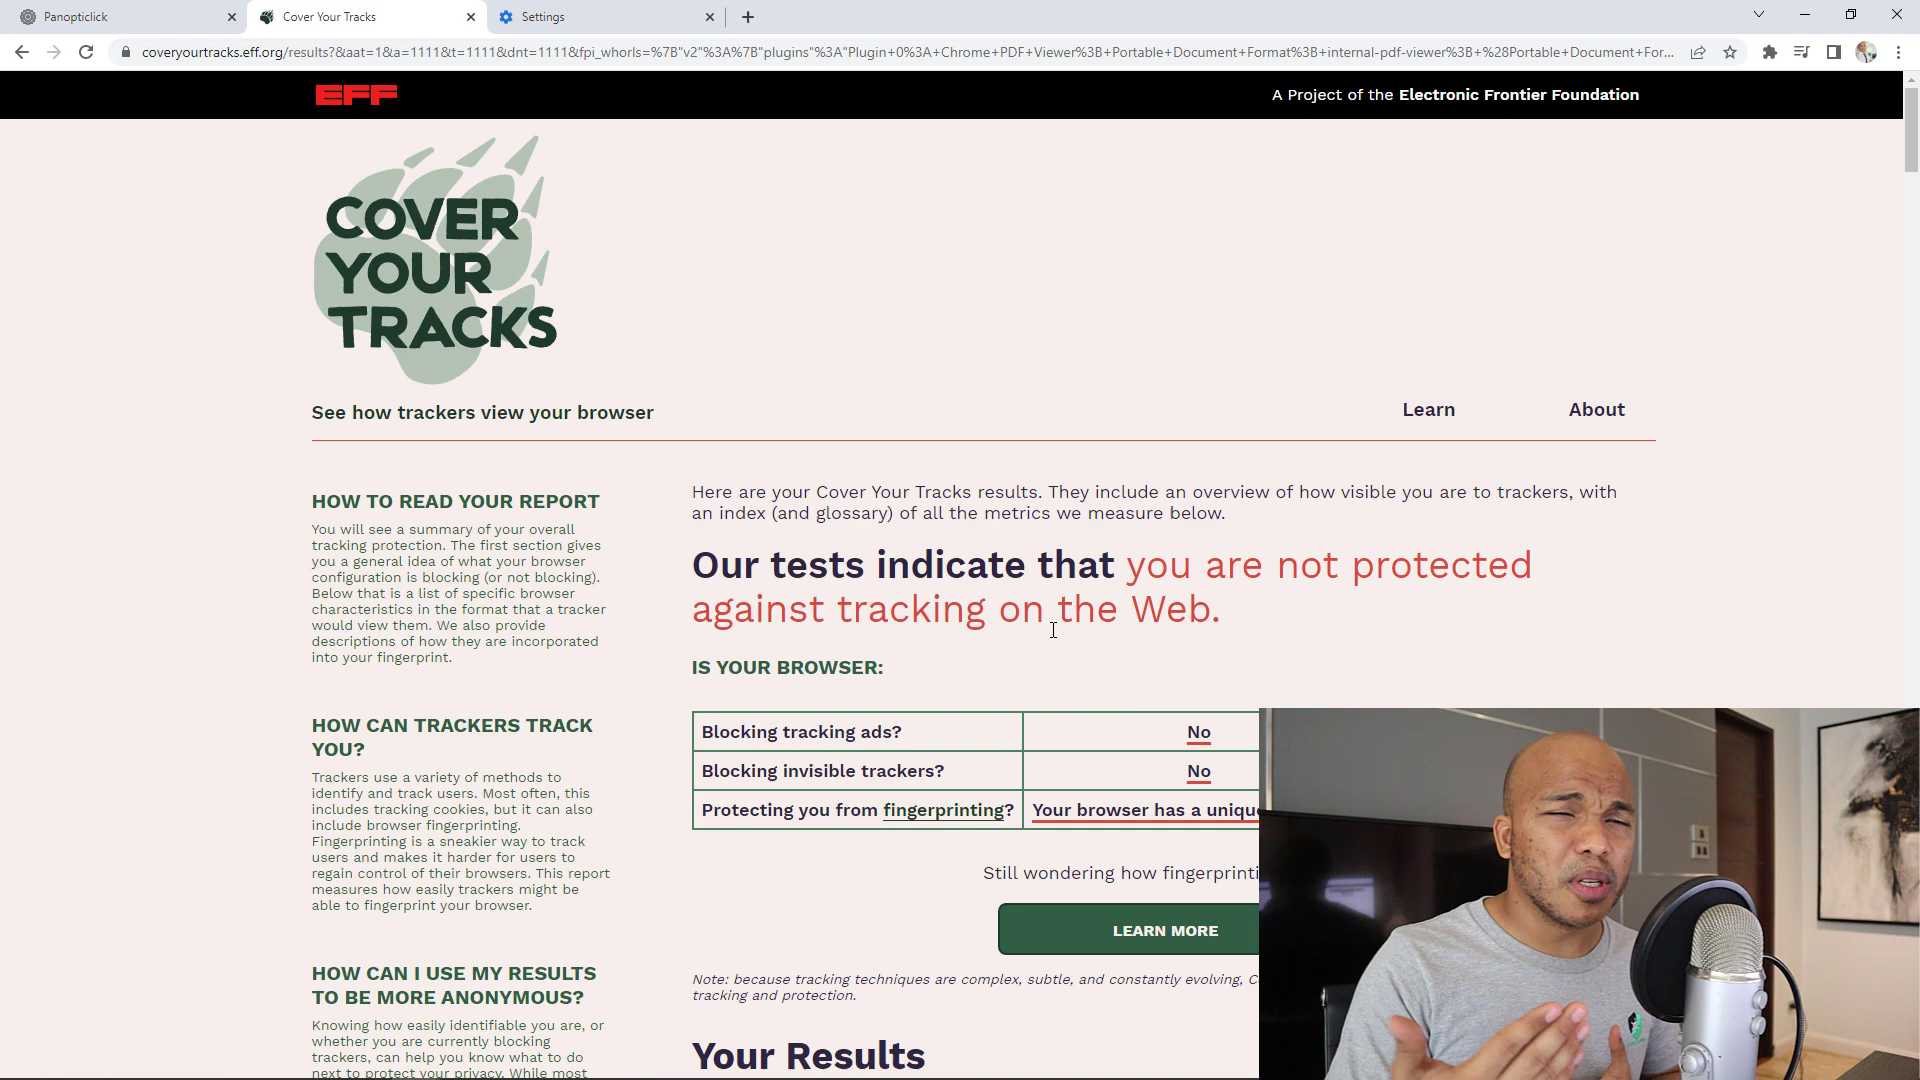 Panopticlick
Cover Your Tracks
Settings
coveryourtracks.eff.org/results?&aat=1&a=1111&t=1111&dnt=1111&fpi_whorls=%7B"v2"%3A%7B"plugins"%3A"Plugin+0%3A+Chrome+PDF+Viewer%3B+Portable+Document+Format%3B+internal-pdf-viewer%3B+%28Portable+Document+For...
EFF
A Project of the Electronic Frontier Foundation
COVER
YOUR
TRACKS
See how trackers view your browser
Learn
About
HOW TO READ YOUR REPORT
You will see a summary of your overall
tracking protection. The first section gives
you a general idea of what your browser
configuration is blocking (or not blocking).
Below that is a list of specific browser
characteristics in the format that a tracker
would view them. We also provide
descriptions of how they are incorporated
into your fingerprint.
HOW CAN TRACKERS TRACK
YOU?
Trackers use a variety of methods to
identify and track users. Most often, this
includes tracking cookies, but it can also
include browser fingerprinting.
Fingerprinting is a sneakier way to track
users and makes it harder for users to
regain control of their browsers. This report
measures how easily trackers might be
able to fingerprint your browser.
HOW CAN I USE MY RESULTS
TO BE MORE ANONYMOUS?
Knowing how easily identifiable you are, or
whether you are currently blocking
trackers, can help you know what to do
next to protect your privacy. While most
Here are your Cover Your Tracks results. They include an overview of how visible you are to trackers, with
an index (and glossary) of all the metrics we measure below.
Our tests indicate that you are not protected
against tracking on the Web.
IS YOUR BROWSER:
Blocking tracking ads? No
Blocking invisible trackers? No
Protecting you from fingerprinting? Your browser has a unique
Still wondering how fingerprinti
LEARN MORE
Note: because tracking techniques are complex, subtle, and constantly evolving, C
tracking and protection.
Your Results